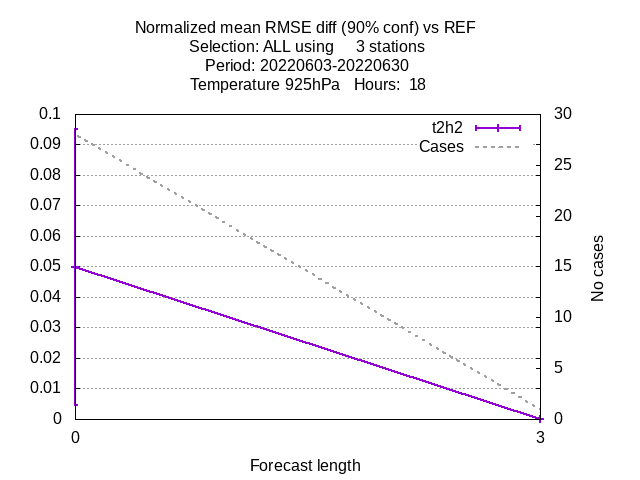 Normalized mean RMSE diff (90% conf) vs REF
Selection: ALL using     3 stations
Period: 20220603-20220630
Temperature 925hPa   Hours:  18
t2h2
Cases
0.1
0.09
0.08
0.07
0.06
0.05
0.04
0.03
0.02
0.01
0
30
25
20
15
10
5
0
No cases
0
3
Forecast length